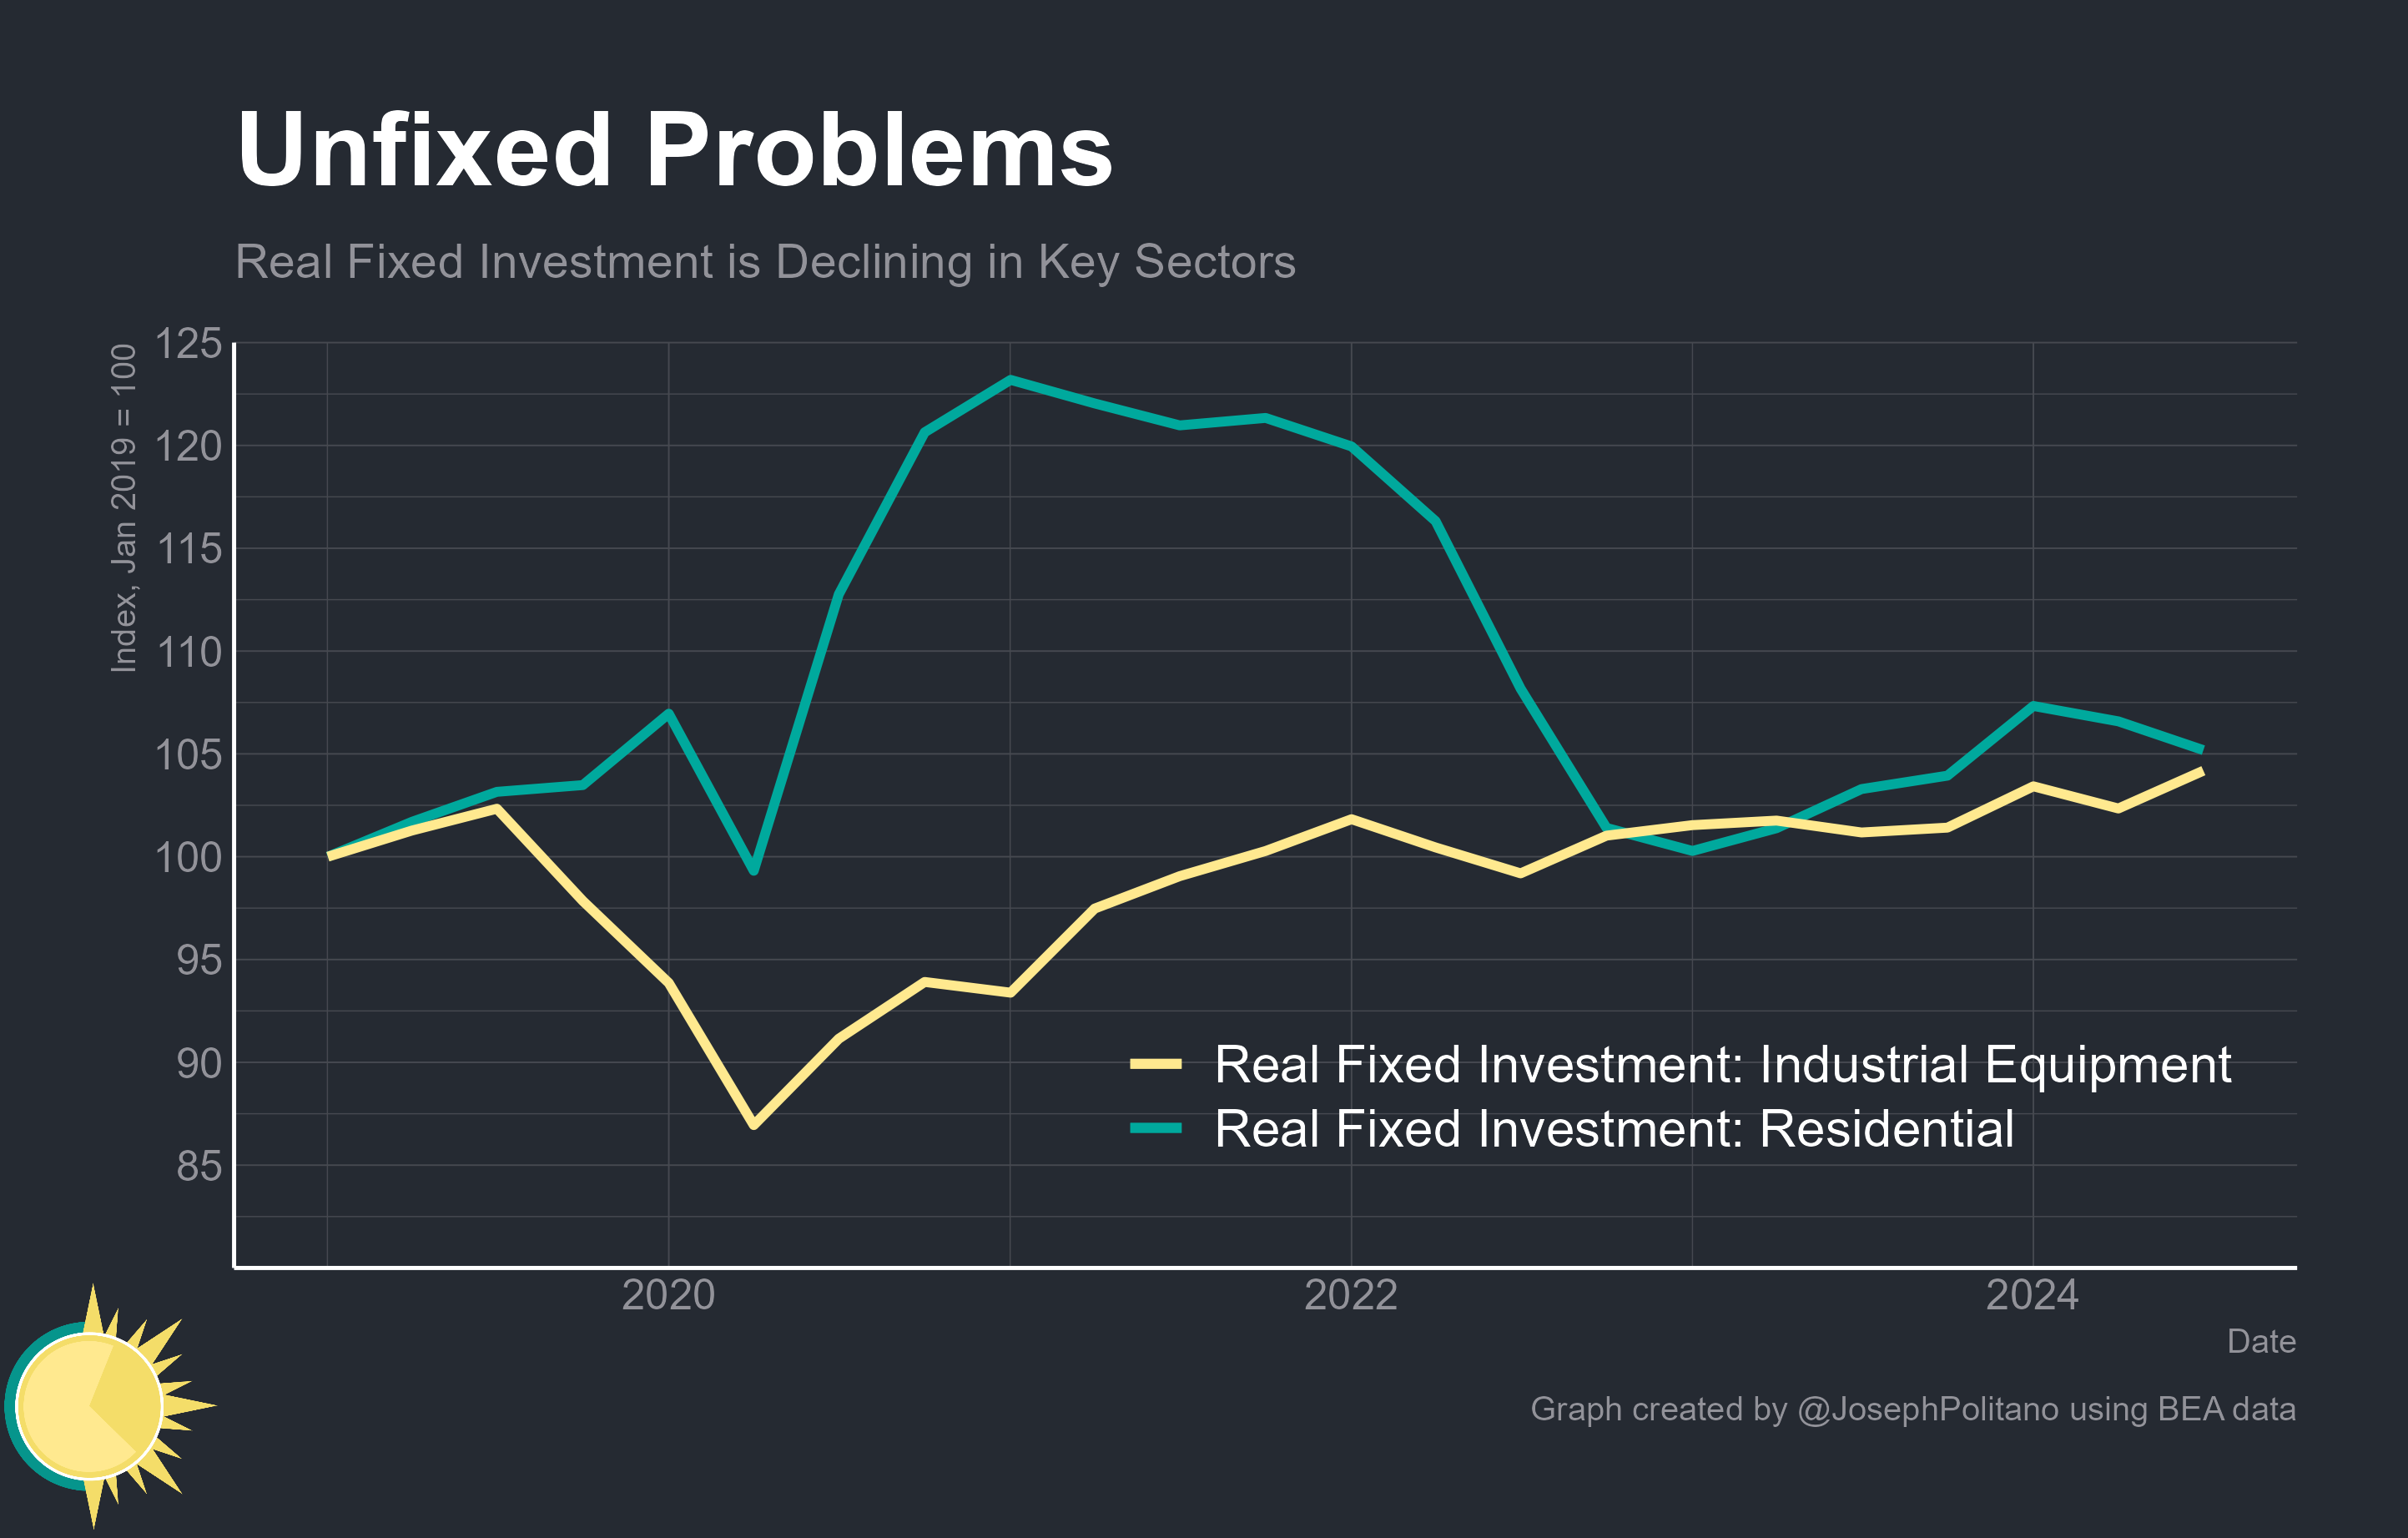 Unfixed Problems
Real Fixed Investment is Declining in Key Sectors
Index, Jan 2019 = 100
125
120
115
110
105
100
95
90
85
Real Fixed Investment: Industrial Equipment
Real Fixed Investment: Residential
2020
2022
2024
Date
Graph created by @JosephPolitano using BEA data